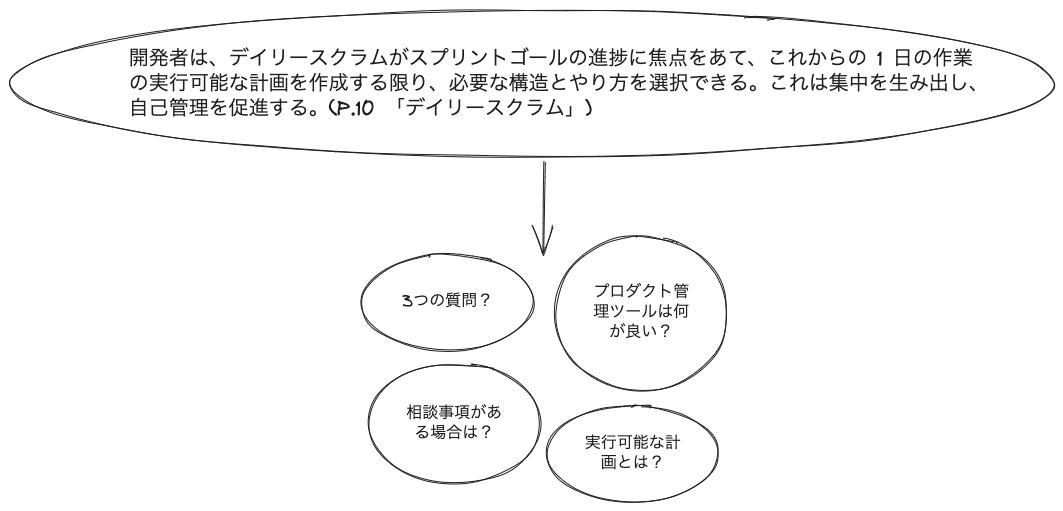 開発者は、デイリースクラムがスプリントゴールの進捗に焦点をあて、これからの 1 日の作業
の実行可能な計画を作成する限り、必要な構造とやり方を選択できる。これは集中を生み出し、
自己管理を促進する。(P.10 「デイリースクラム」)
3つの質問？
プロダクト管
理ツールは何
が良い？
相談事項があ
る場合は？
実行可能な計
画とは？